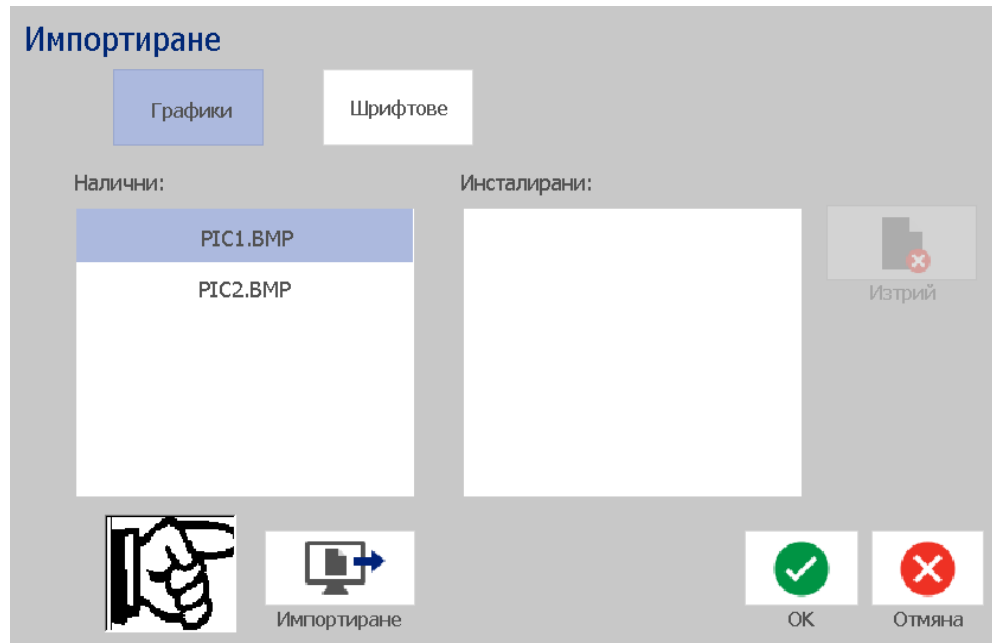 Импортиране
Графики
Шрифтове
Налични:
Инсталирани:
PIC1.BMP
PIC2.BMP
Изтрий
Импортиране
OK
Отмяна